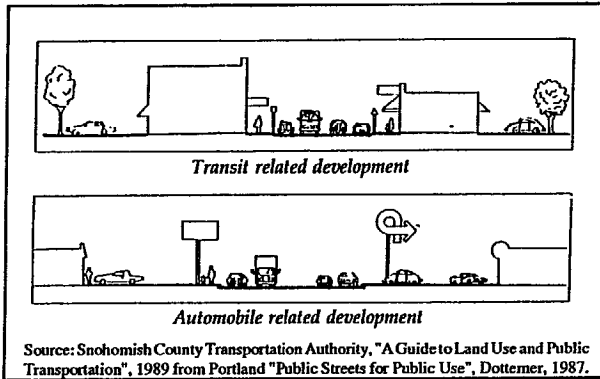 Transit related development
Automobile related development
Source: Snohomish County Transportation Authority, "A Guide to Land Use and Public
Transportation", 1989 from Portland "Public Streets for Public Use", Dotterrer, 1987.